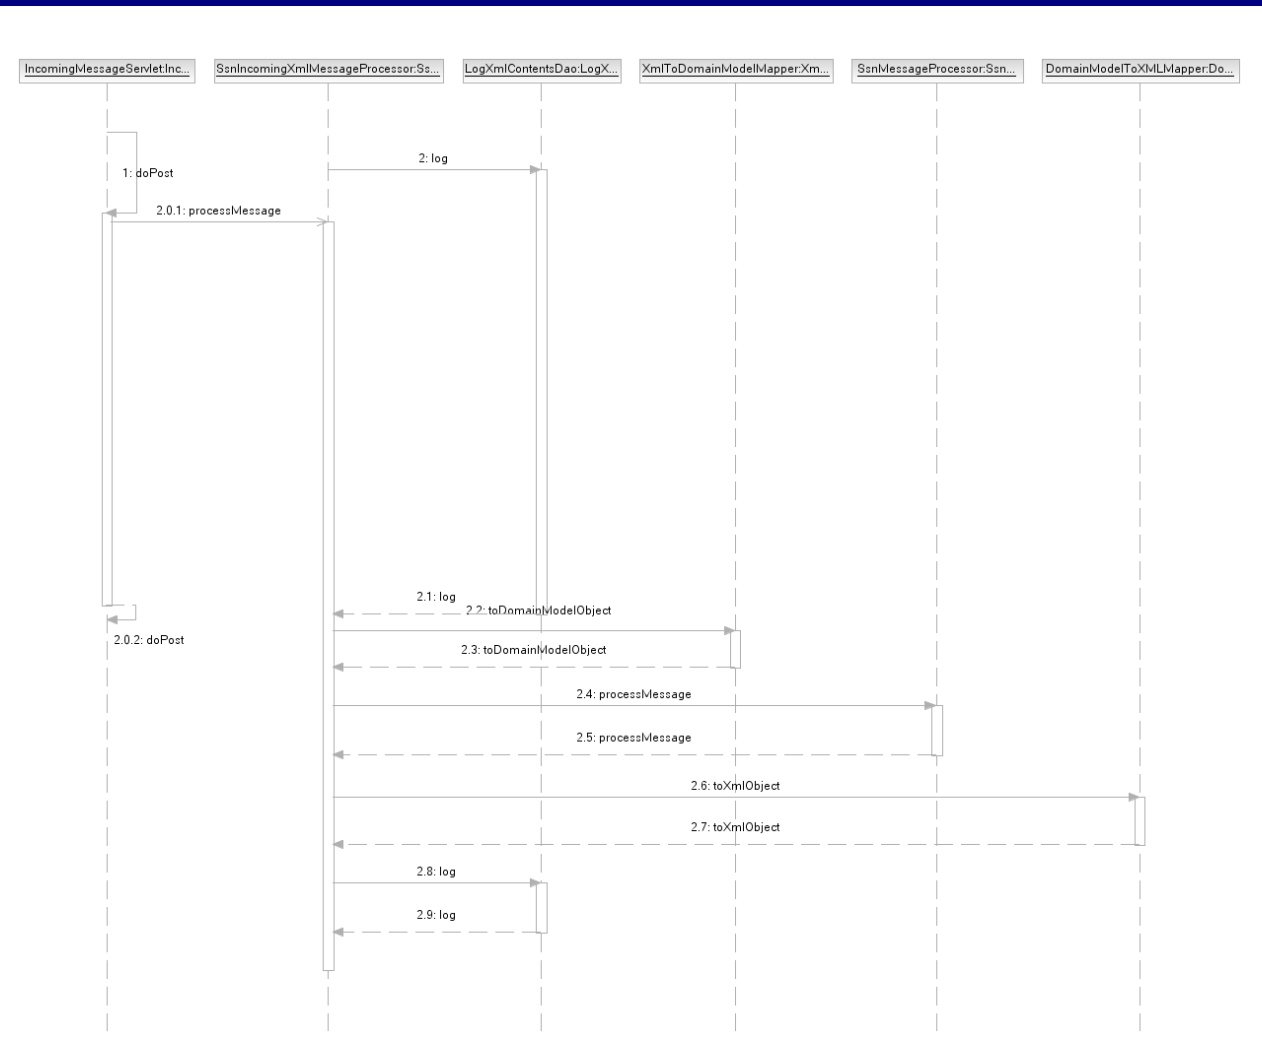 IncomingMessageServlet:Inc...
SsnIncomingXmlMessageProcessor:Ss...
LogXmlContentsDao:LogX...
XmlToDomainModelMapper:Xm...
SsnMessageProcessor:Ssn...
DomainModelToXMLMapper:Do...
2: log
1: doPost
2.0.1: processMessage
2.1: log
2.2: toDomainModelObject
2.0.2: doPost
2.3: toDomainModelObject
2.4: processMessage
2.5: processMessage
2.6: toXmlObject
2.7: toXmlObject
2.8: log
2.9: log